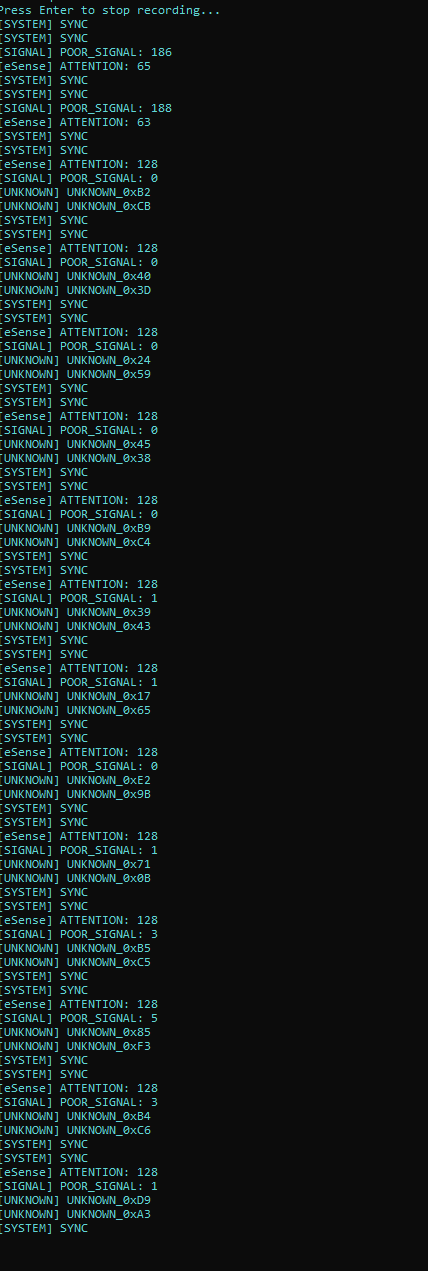 Press Enter to stop recording...
[SYSTEM] SYNC
[SYSTEM] SYNC
[SIGNAL] POOR_SIGNAL: 186
[eSense] ATTENTION: 65
[SYSTEM] SYNC
[SYSTEM] SYNC
[SIGNAL] POOR_SIGNAL: 188
[eSense] ATTENTION: 63
[SYSTEM] SYNC
[SYSTEM] SYNC
[eSense] ATTENTION: 128
[SIGNAL] POOR_SIGNAL: 0
[UNKNOWN] UNKNOWN_0xB2
[UNKNOWN] UNKNOWN_0xCB
[SYSTEM] SYNC
[SYSTEM] SYNC
[eSense] ATTENTION: 128
[SIGNAL] POOR_SIGNAL: 0
[UNKNOWN] UNKNOWN_0x40
[UNKNOWN] UNKNOWN_0x3D
[SYSTEM] SYNC
[SYSTEM] SYNC
[eSense] ATTENTION: 128
[SIGNAL] POOR_SIGNAL: 0
[UNKNOWN] UNKNOWN_0x24
[UNKNOWN] UNKNOWN_0x59
[SYSTEM] SYNC
[SYSTEM] SYNC
[eSense] ATTENTION: 128
[SIGNAL] POOR_SIGNAL: 0
[UNKNOWN] UNKNOWN_0x45
[UNKNOWN] UNKNOWN_0x38
[SYSTEM] SYNC
[SYSTEM] SYNC
[eSense] ATTENTION: 128
[SIGNAL] POOR_SIGNAL: 0
[UNKNOWN] UNKNOWN_0xB9
[UNKNOWN] UNKNOWN_0xC4
[SYSTEM] SYNC
[SYSTEM] SYNC
[eSense] ATTENTION: 128
[SIGNAL] POOR_SIGNAL: 1
[UNKNOWN] UNKNOWN_0x39
[UNKNOWN] UNKNOWN_0x43
[SYSTEM] SYNC
[SYSTEM] SYNC
[eSense] ATTENTION: 128
[SIGNAL] POOR_SIGNAL: 1
[UNKNOWN] UNKNOWN_0x17
[UNKNOWN] UNKNOWN_0x65
[SYSTEM] SYNC
[SYSTEM] SYNC
[eSense] ATTENTION: 128
[SIGNAL] POOR_SIGNAL: 0
[UNKNOWN] UNKNOWN_0xE2
[UNKNOWN] UNKNOWN_0x9B
[SYSTEM] SYNC
[SYSTEM] SYNC
[eSense] ATTENTION: 128
[SIGNAL] POOR_SIGNAL: 1
[UNKNOWN] UNKNOWN_0x71
[UNKNOWN] UNKNOWN_0x0B
[SYSTEM] SYNC
[SYSTEM] SYNC
[eSense] ATTENTION: 128
[SIGNAL] POOR_SIGNAL: 3
[UNKNOWN] UNKNOWN_0xB5
[UNKNOWN] UNKNOWN_0xC5
[SYSTEM] SYNC
[SYSTEM] SYNC
[eSense] ATTENTION: 128
[SIGNAL] POOR_SIGNAL: 5
[UNKNOWN] UNKNOWN_0x85
[UNKNOWN] UNKNOWN_0xF3
[SYSTEM] SYNC
[SYSTEM] SYNC
[eSense] ATTENTION: 128
[SIGNAL] POOR_SIGNAL: 3
[UNKNOWN] UNKNOWN_0xB4
[UNKNOWN] UNKNOWN_0xC6
[SYSTEM] SYNC
[SYSTEM] SYNC
[eSense] ATTENTION: 128
[SIGNAL] POOR_SIGNAL: 1
[UNKNOWN] UNKNOWN_0xD9
[UNKNOWN] UNKNOWN_0xA3
[SYSTEM] SYNC